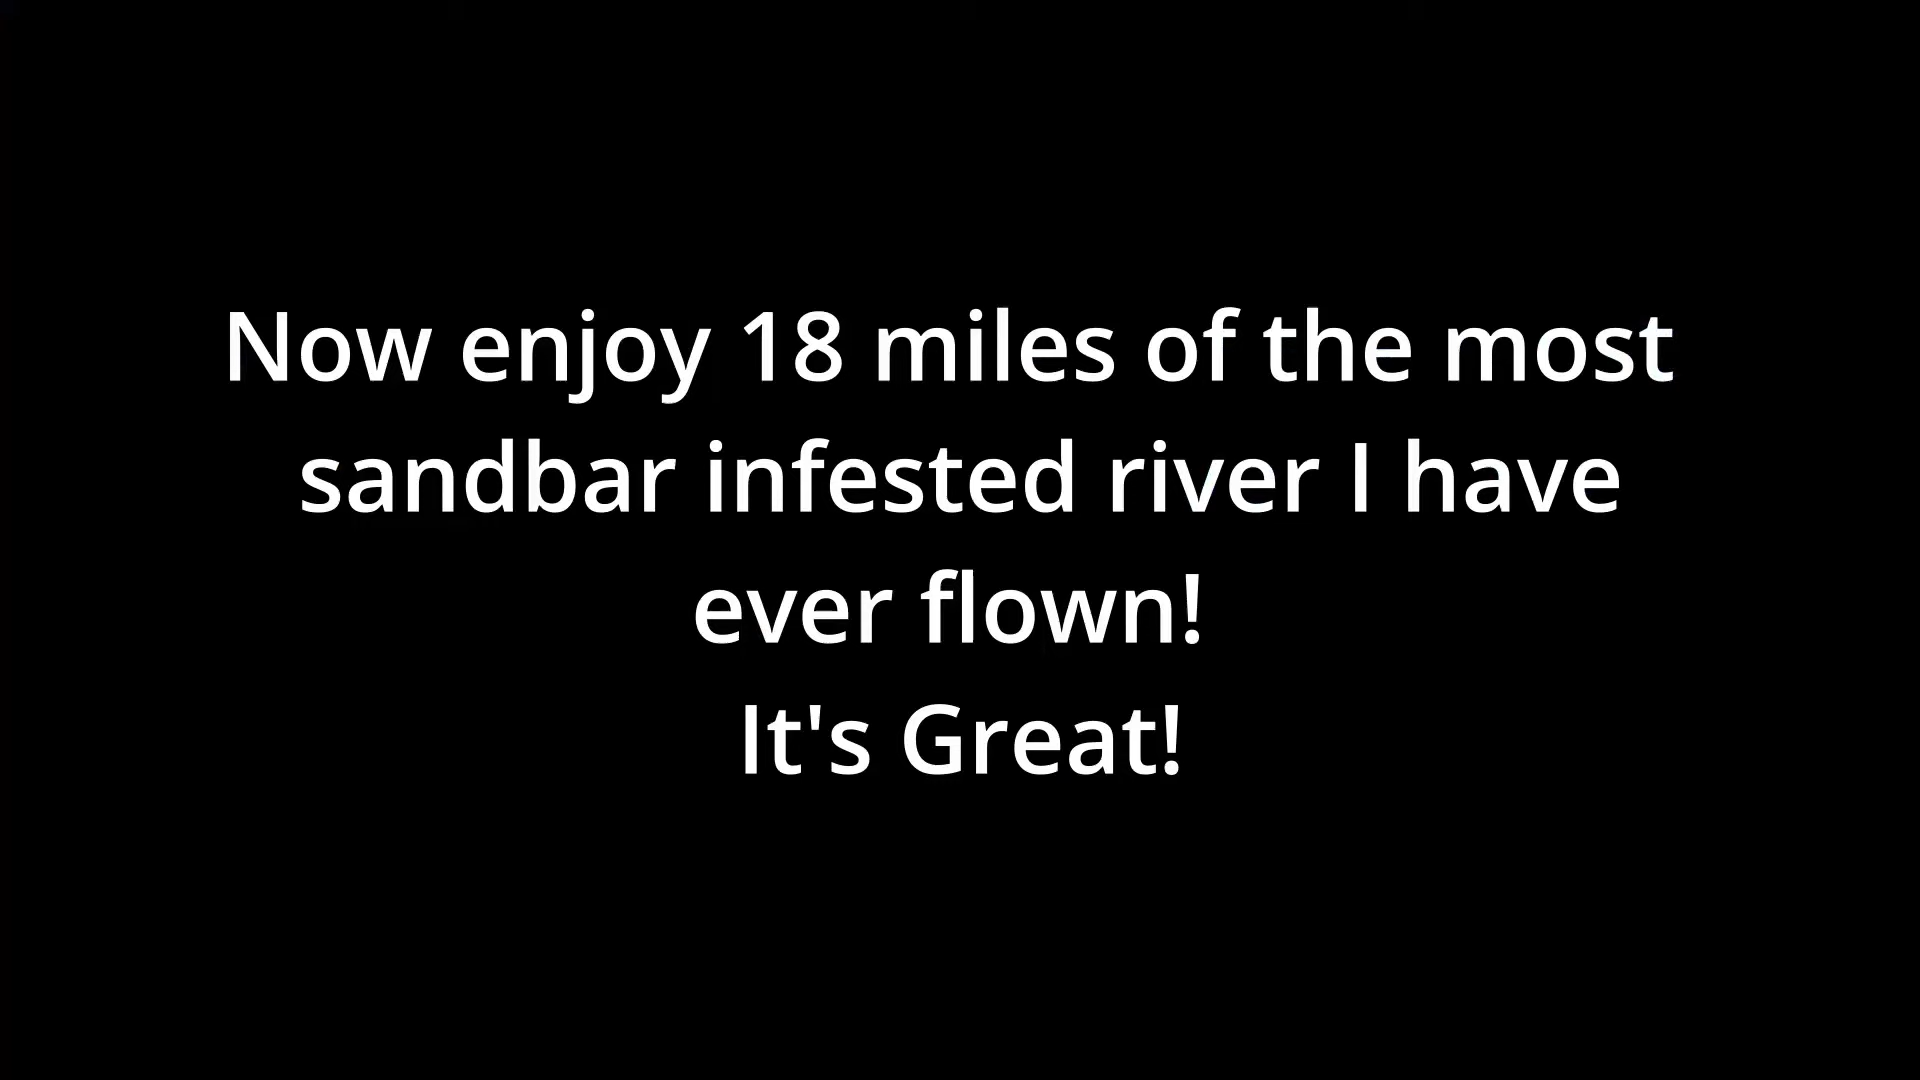 Now enjoy 18 miles of the most
sandbar infested river I have
ever flown!
It's Great!